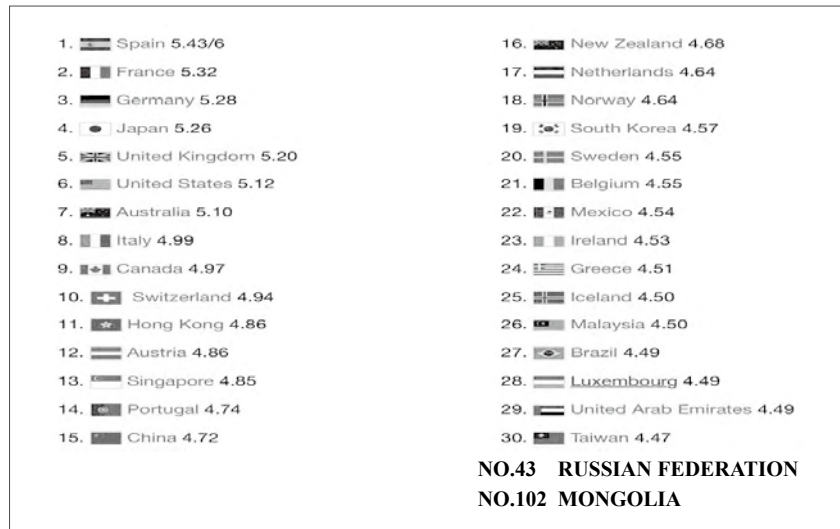 1. Spain 5.43/6
2. France 5.32
3. Germany 5.28
4. Japan 5.26
5. United Kingdom 5.20
6. United States 5.12
7. Australia 5.10
8. Italy 4.99
9. Canada 4.97
10. Switzerland 4.94
11. Hong Kong 4.86
12. Austria 4.86
13. Singapore 4.85
14. Portugal 4.74
15. China 4.72
16. New Zealand 4.68
17. Netherlands 4.64
18. Norway 4.64
19. South Korea 4.57
20. Sweden 4.55
21. Belgium 4.55
22. Mexico 4.54
23. Ireland 4.53
24. Greece 4.51
25. Iceland 4.50
26. Malaysia 4.50
27. Brazil 4.49
28. Luxembourg 4.49
29. United Arab Emirates 4.49
30. Taiwan 4.47
NO.43 RUSSIAN FEDERATION
NO.102 MONGOLIA